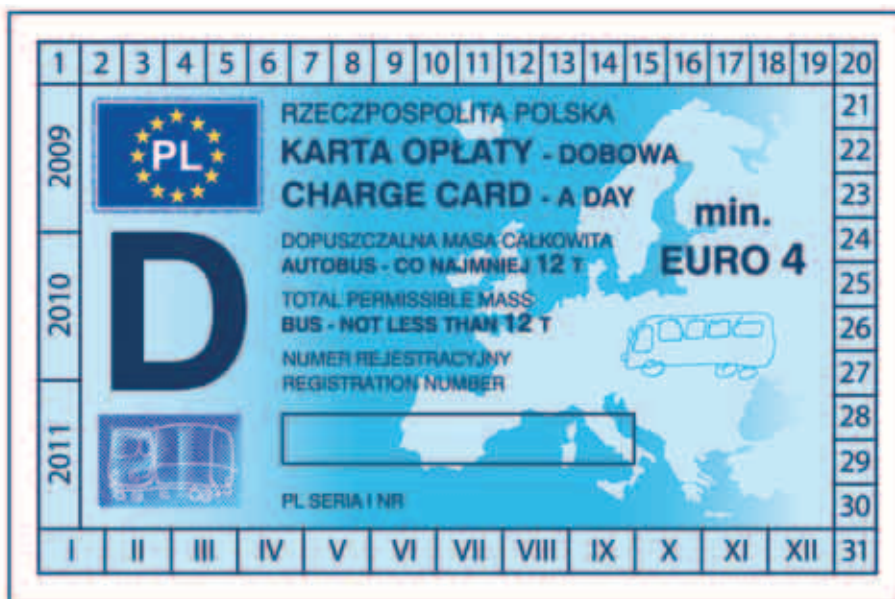 1 2 3 4 5 6 7 8 9 10 11 12 13 14 15 16 17 18 19 20
21
22
23
24
25
26
27
28
29
30
31
2009
2010
2011
PL
RZECZPOSPOLITA POLSKA
KARTA OPŁATY - DOBOWA
CHARGE CARD - A DAY
min.
EURO 4
D
DOPUSZCZALNA MASA CAŁKOWITA
AUTOBUS - CO NAJMNIEJ 12 T
TOTAL PERMISSIBLE MASS:
BUS - NOT LESS THAN 12 T
NUMER REJESTRACYJNY
REGISTRATION NUMBER
PL SERIA I NR
I II III IV V VI VII VIII IX X XI XII